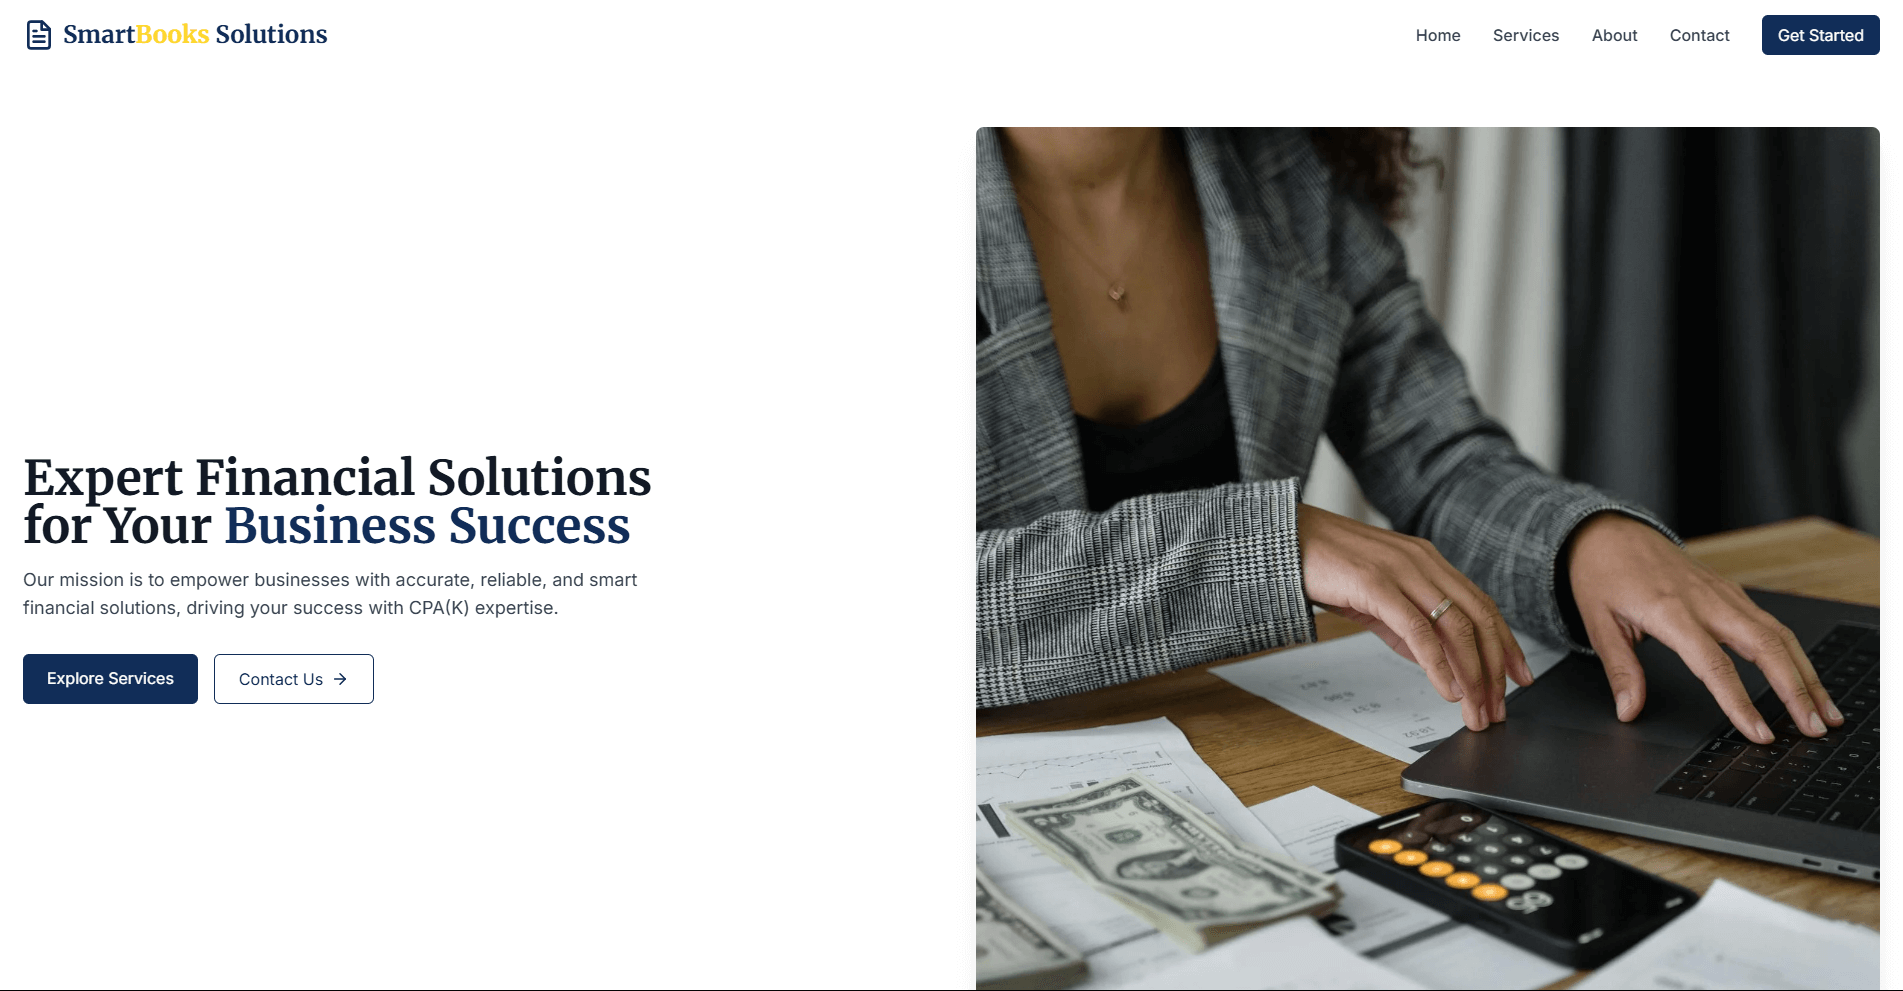 SmartBooks Solutions
Home
Services
About
Contact
Get Started
Expert Financial Solutions
for Your Business Success
Our mission is to empower businesses with accurate, reliable, and smart
financial solutions, driving your success with CPA(K) expertise.
Explore Services
Contact Us